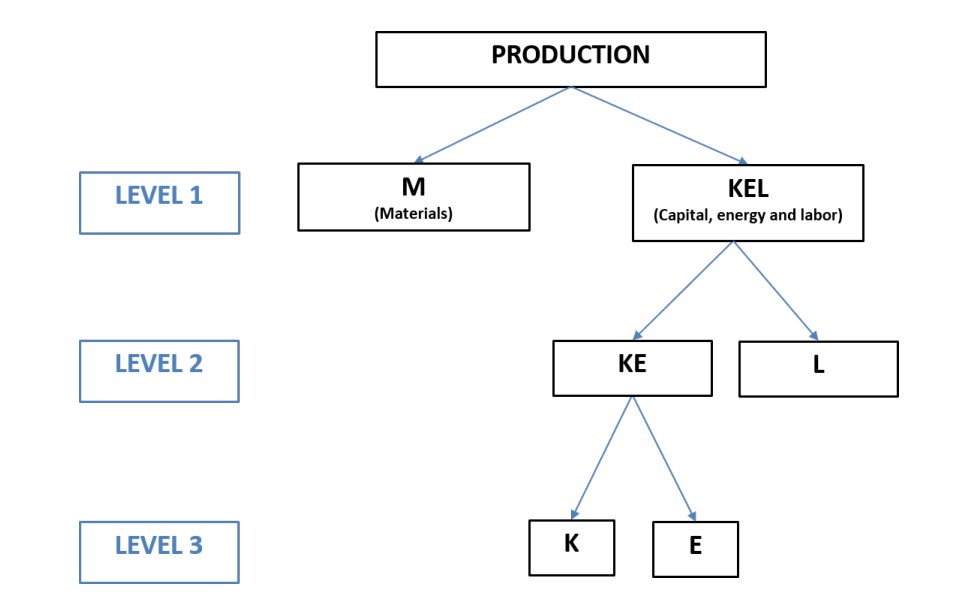 PRODUCTION
LEVEL 1
M
(Materials)
KEL
(Capital, energy and labor)
LEVEL 2
KE
L
LEVEL 3
K
E